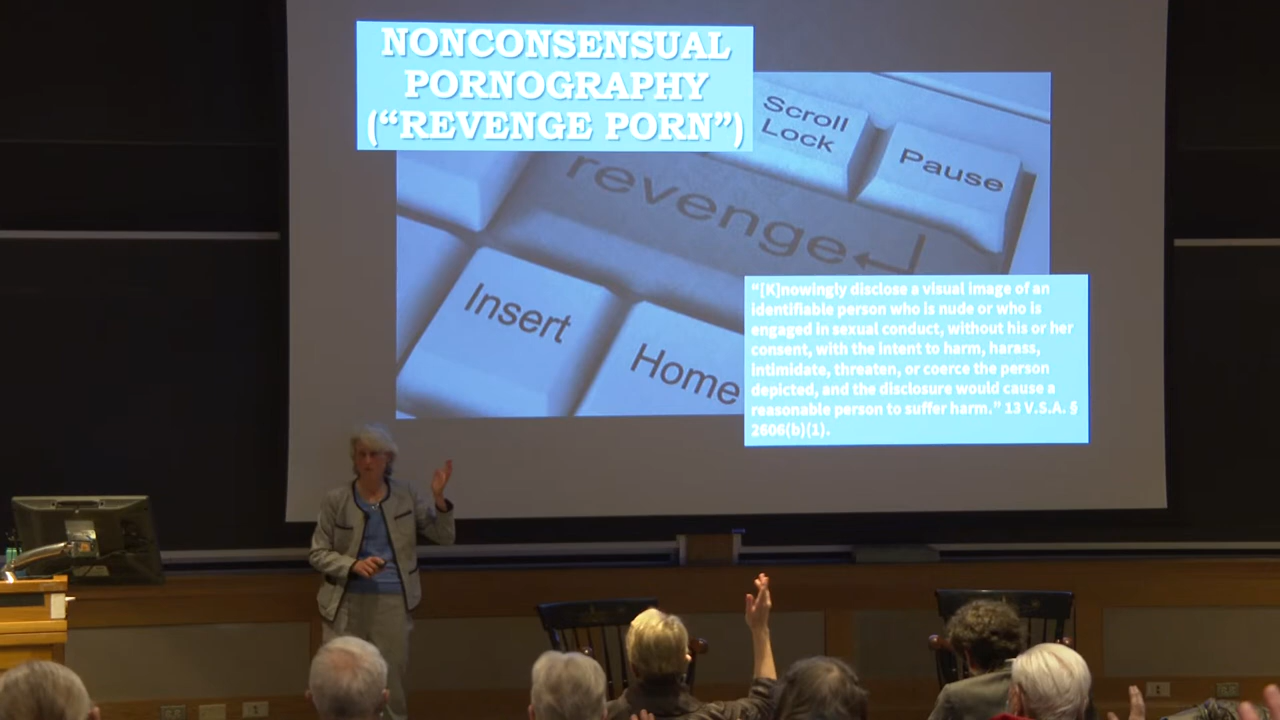 NONCONSENSUAL
PORNOGRAPHY
(“REVENGE PORN”)
Scroll
Lock
Pause
revenge
Insert
Home
“[K]nowingly disclose a visual image of an
identifiable person who is nude or who is
engaged in sexual conduct, without his or her
consent, with the intent to harm, harass,
intimidate, threaten, or coerce the person
depicted, and the disclosure would cause a
reasonable person to suffer harm.” 13 V.S.A. §
2606(b)(1).